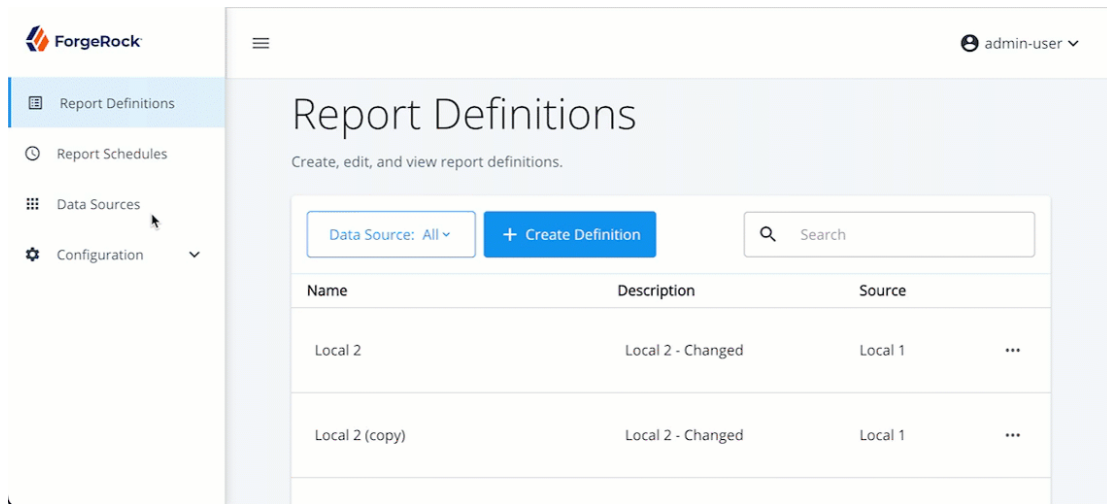 ForgeRock
admin-user
Report Definitions
Report Schedules
Data Sources
Configuration
Report Definitions
Create, edit, and view report definitions.
Data Source: All
+ Create Definition
Search
Name Description Source
Local 2 Local 2 - Changed Local 1 ...
Local 2 (copy) Local 2 - Changed Local 1 ...